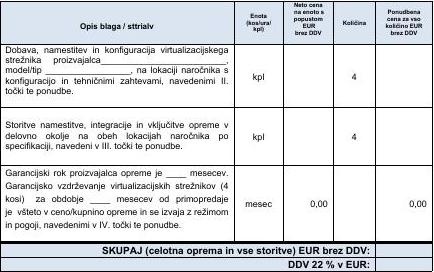 Opis blaga / sttrialv
Enota
(kos/ura/
kpl)
Neto cena
na enoto s
popustom
EUR
brez DDV
Količina
Ponudbena
cena za vso
količino EUR
brez DDV
Dobava, namestitev in konfiguracija virtualizacijskega
strežnika proizvajalca__________________________,
model/tip __________________, na lokaciji naročnika s
konfiguracijo in tehničnimi zahtevami, navedenimi II.
točki te ponudbe.
kpl
4
Storitve namestitve, integracije in vključitve opreme v
delovno okolje na obeh lokacijah naročnika po
specifikaciji, navedeni v III. točki te ponudbe.
kpl
4
Garancijski rok proizvajalca opreme je ____ mesecev.
Garancijsko vzdrževanje virtualizacijskih strežnikov (4
kosi) za obdobje ____ mesecev od primopredaje
je všteto v ceno/kupnino opreme in se izvaja z režimom
in pogoji, navedenimi v IV. točki te ponudbe.
mesec
0,00
0,00
SKUPAJ (celotna oprema in vse storitve) EUR brez DDV:
DDV 22 % v EUR: